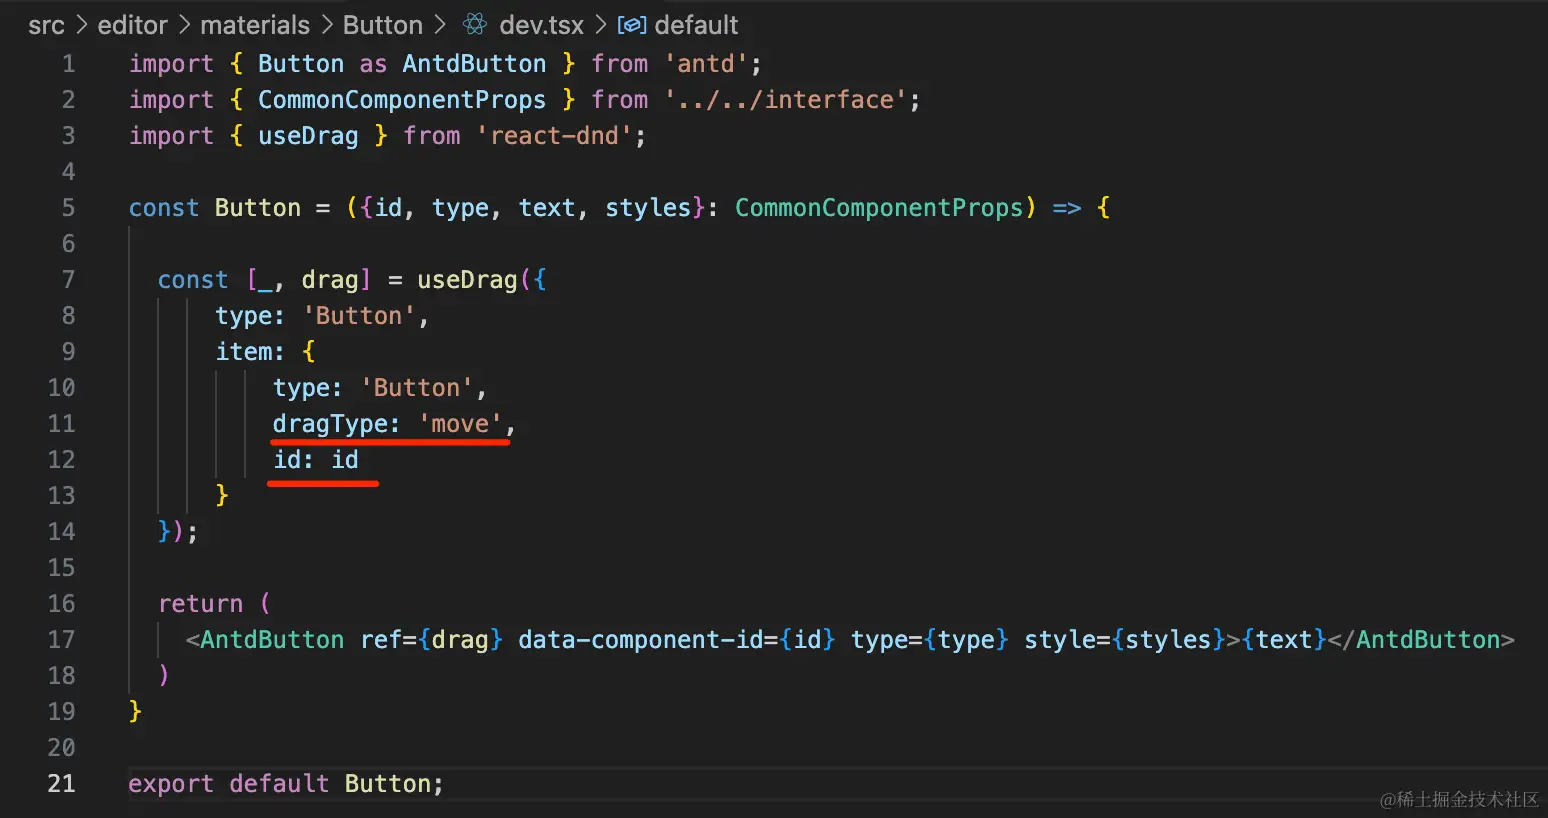 src > editor > materials > Button > dev.tsx > default
1 import { Button as AntdButton } from 'antd';
2 import { CommonComponentProps } from '../../interface';
3 import { useDrag } from 'react-dnd';
4
5 const Button = ({id, type, text, styles}: CommonComponentProps) => {
6
7   const [_, drag] = useDrag({
8       type: 'Button',
9       item: {
10           type: 'Button',
11           dragType: 'move',
12           id: id
13       }
14   });
15
16   return (
17     <AntdButton ref={drag} data-component-id={id} type={type} style={styles}>{text}</AntdButton>
18   )
19 }
20
21 export default Button;
@稀土掘金技术社区